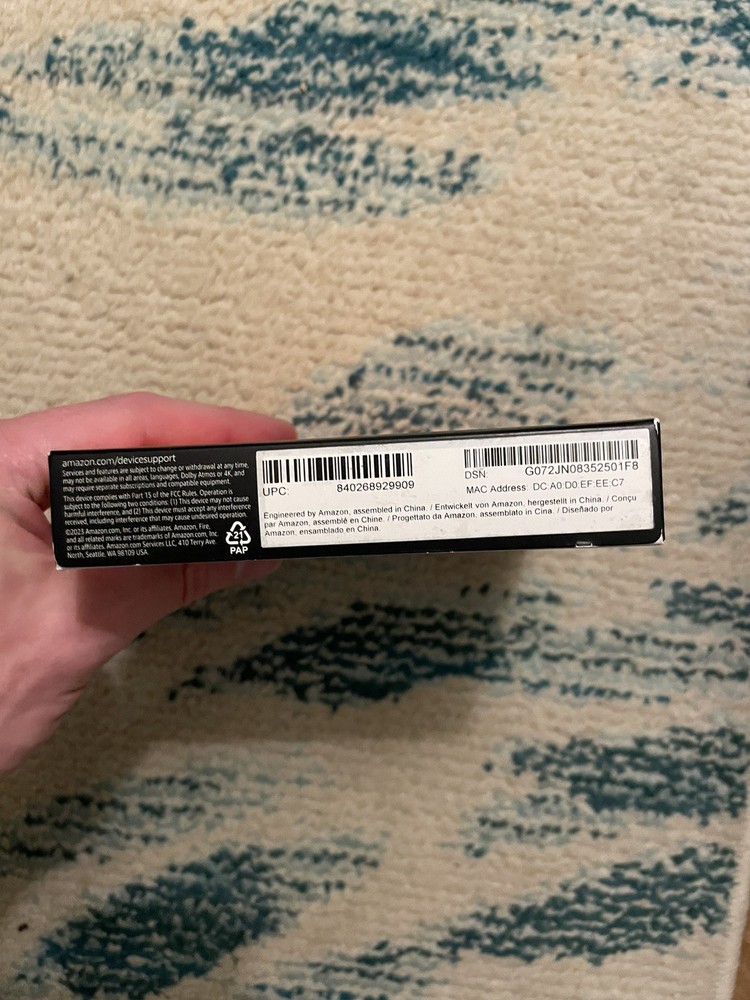 amazon.com/devicesupport
Services and features are subject to change or withdrawal at any time,
may not be available in all areas, languages, Dolby Atmos or 4K, and
may require separate subscriptions and compatible equipment.
This device complies with Part 15 of the FCC Rules. Operation is
subject to the following two conditions: (1) This device may not cause
harmful interference, and (2) This device must accept any interference
received, including interference that may cause undesired operation.
©2023 Amazon.com, Inc. or its affiliates. Amazon, Fire,
and all related marks are trademarks of Amazon.com, Inc.
or its affiliates. Amazon.com Services LLC, 410 Terry Ave.
North, Seattle, WA 98109 USA.
21
PAP
UPC: 840268929909
DSN: G072JN08352501F8
MAC Address: DC A0 D0 EF EE C7
Engineered by Amazon, assembled in China. / Entwickelt von Amazon, hergestellt in China. / Conçu
par Amazon, assemblé en Chine. / Progettato da Amazon, assemblato in Cina. / Diseñado por
Amazon, ensamblado en China.